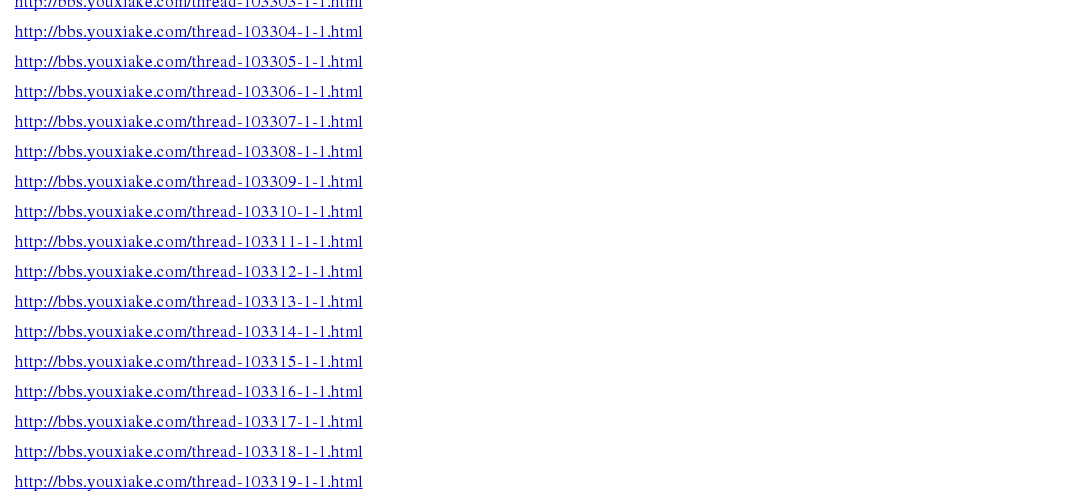 http://bbs.youxiake.com/thread-103303-1-1.html
http://bbs.youxiake.com/thread-103304-1-1.html
http://bbs.youxiake.com/thread-103305-1-1.html
http://bbs.youxiake.com/thread-103306-1-1.html
http://bbs.youxiake.com/thread-103307-1-1.html
http://bbs.youxiake.com/thread-103308-1-1.html
http://bbs.youxiake.com/thread-103309-1-1.html
http://bbs.youxiake.com/thread-103310-1-1.html
http://bbs.youxiake.com/thread-103311-1-1.html
http://bbs.youxiake.com/thread-103312-1-1.html
http://bbs.youxiake.com/thread-103313-1-1.html
http://bbs.youxiake.com/thread-103314-1-1.html
http://bbs.youxiake.com/thread-103315-1-1.html
http://bbs.youxiake.com/thread-103316-1-1.html
http://bbs.youxiake.com/thread-103317-1-1.html
http://bbs.youxiake.com/thread-103318-1-1.html
http://bbs.youxiake.com/thread-103319-1-1.html